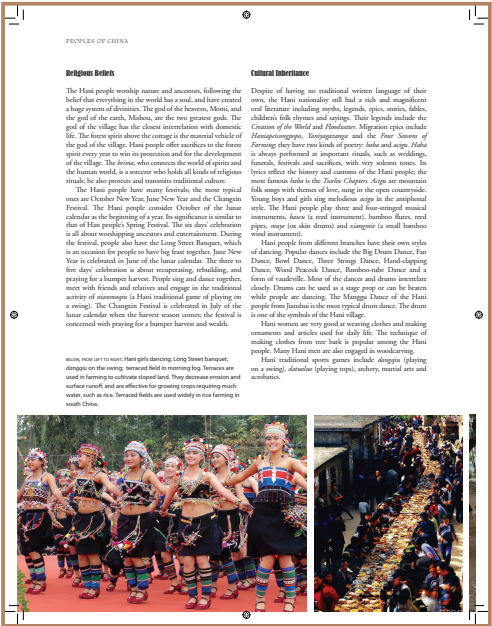 PEOPLES OF CHINA
Religious Beliefs
The Hani people worship nature and ancestors, following the
belief that everything in the world has a soul, and have created
a huge system of divinities. The god of the heavens, Momi, and
the god of the earth, Mishou, are the two greatest gods. The
god of the village has the closest interrelation with domestic
life. The forest spirit above the cottage is the material vehicle of
the god of the village. Hani people offer sacrifices to the forest
spirit every year to win its protection and for the development
of the village. The beima, who connects the world of spirits and
the human world, is a sorcerer who holds all kinds of religious
rituals; he also protects and transmits traditional culture.
The Hani people have many festivals; the most typical
ones are October New Year, June New Year and the Changxin
Festival. The Hani people consider October of the lunar
calendar as the beginning of a year. Its significance is similar to
that of Han people's Spring Festival. The six days' celebration
is all about worshipping ancestors and entertainment. During
the festival, people also have the Long Street Banquet, which
is an occasion for people to have big feast together. June New
Year is celebrated in June of the lunar calendar. The three to
five days' celebration is about recuperating, rebuilding, and
praying for a bumper harvest. People sing and dance together,
meet with friends and relatives and engage in the traditional
activity of (a Hani traditional game of playing on
a swing). The Changxin Festival is celebrated in July of the
lunar calendar when the harvest season comes; the festival is
concerned with praying for a bumper harvest and wealth.
BELOW, FROM LEFT TO RIGHT: Hani girls dancing; Long Street banquet;
dongqiu on the swing; terraced field in morning fog. Terraces are
used in farming to cultivate sloped land. They decrease erosion and
surface runoff, and are effective for growing crops requiring much
water, such as rice. Terraced fields are used widely in rice farming in
south China.
Cultural Inheritance
Despite of having no traditional written language of their
own, the Hani nationality still had a rich and magnificent
oral literature including myths, legends, epics, stories, fables,
children's folk rhymes and sayings. Their legends include the
Creation of the World and Floodwater. Migration epics include
Haniapeicongpopo, Yaniyagazanga and the Four Seasons of
Farming; they have two kinds of poetry: haba and acigu. Haba
is always performed at important rituals, such as weddings,
funerals, festivals and sacrifices, with very solemn tones. Its
lyrics reflect the history and customs of the Hani people; the
most famous haba is the Twelve Chapters. Acigu are mountain
folk songs with themes of love, sung in the open countryside.
Young boys and girls sing melodious acigu in the antiphonal
style. The Hani people play three and four-stringed musical
instruments, bawu (a reed instrument), bamboo flutes, reed
pipes, (ox skin drums) and xiangmie (a small bamboo
wind instrument).
Hani people from different branches have their own styles
of dancing. Popular dances include the Big Drum Dance, Fan
Dance, Bowl Dance, Three Strings Dance, Hand-clapping
Dance, Wood Peacock Dance, Bamboo-tube Dance and a
form of vaudeville. Most of the dances and drums interrelate
closely. Drums can be used as a stage prop or can be beaten
while people are dancing. The Manggu Dance of the Hani
people from Jianshui is the most typical drum dance. The drum
is one of the symbols of the Hani village.
Hani women are very good at weaving clothes and making
ornaments and articles used for daily life. The technique of
making clothes from tree bark is popular among the Hani
people. Many Hani men are also engaged in woodcarving.
Hani traditional sports games include dongqiu (playing
on a swing), datuoluo (playing tops), archery, martial arts and
acrobatics.